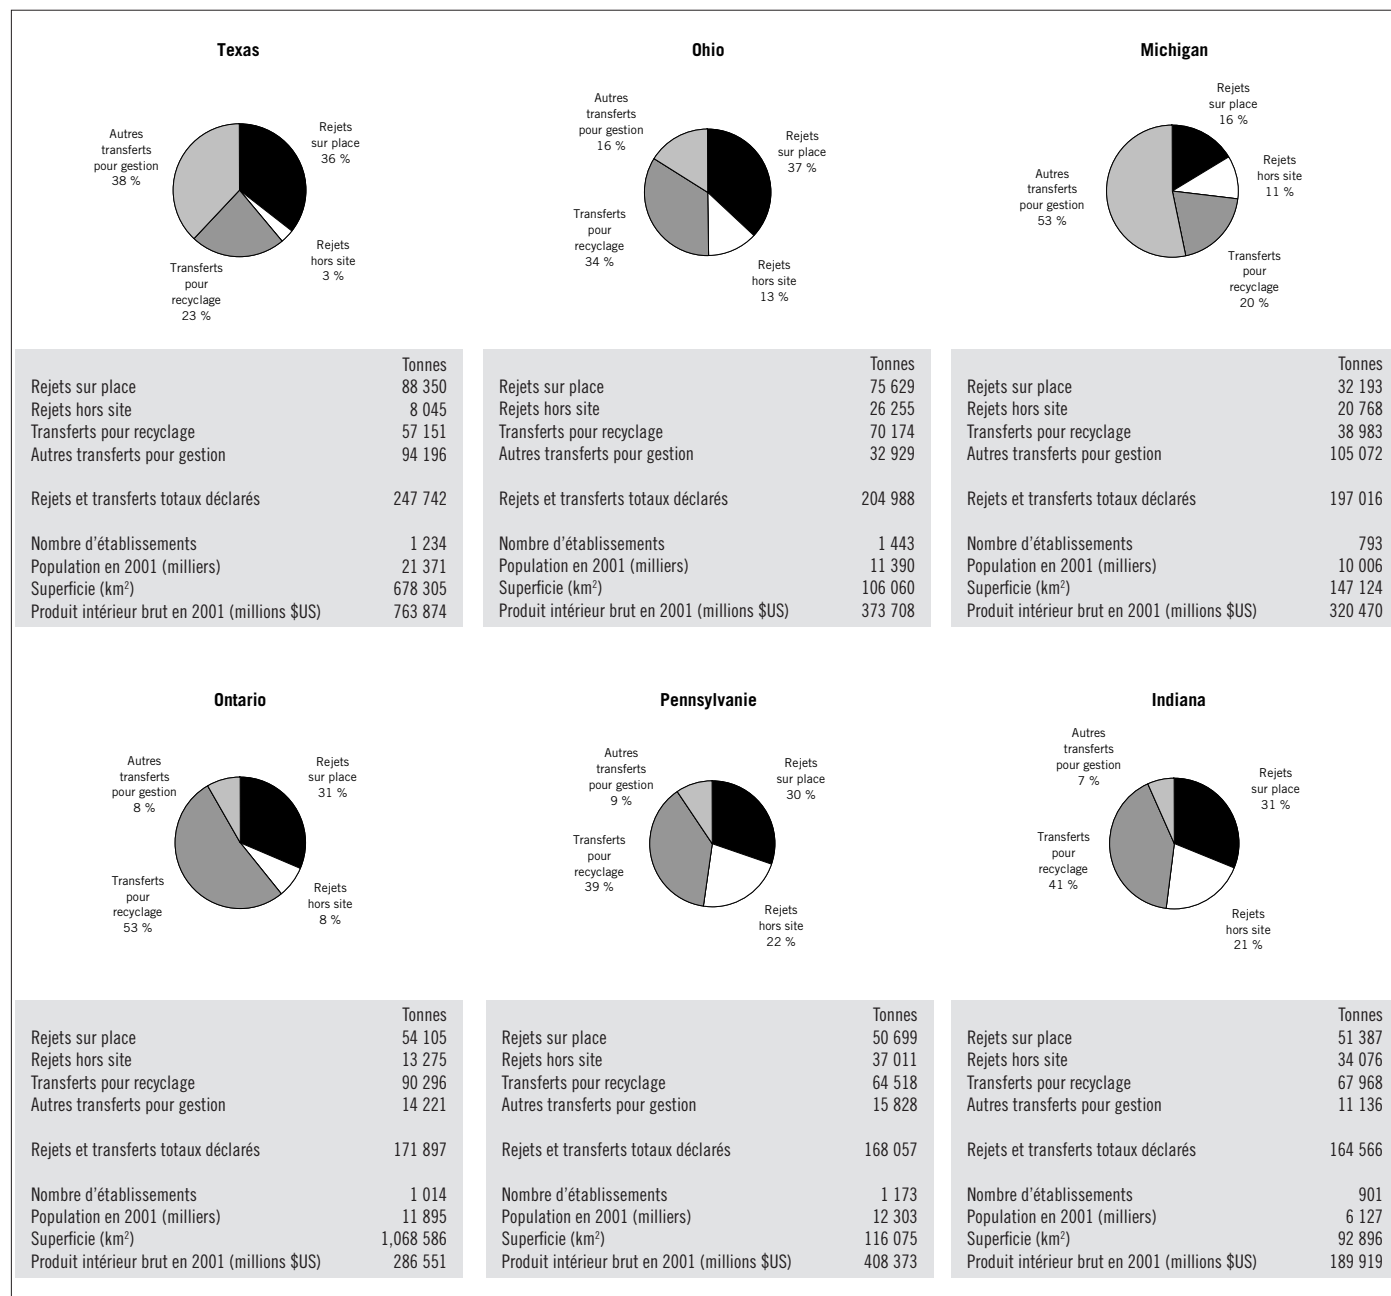 Texas
Autres
transferts
pour gestion
38 %
Rejets
sur place
36 %
Rejets
hors site
3 %
Transferts
pour
recyclage
23 %
Tonnes
Rejets sur place 88 350
Rejets hors site 8 045
Transferts pour recyclage 57 151
Autres transferts pour gestion 94 196
Rejets et transferts totaux déclarés 247 742
Nombre d'établissements 1 234
Population en 2001 (milliers) 21 371
Superficie (km²) 678 305
Produit intérieur brut en 2001 (millions $US) 763 874
Ohio
Autres
transferts
pour gestion
16 %
Rejets
sur place
37 %
Transferts
pour
recyclage
34 %
Rejets
hors site
13 %
Tonnes
Rejets sur place 75 629
Rejets hors site 26 255
Transferts pour recyclage 70 174
Autres transferts pour gestion 32 929
Rejets et transferts totaux déclarés 204 988
Nombre d'établissements 1 443
Population en 2001 (milliers) 11 390
Superficie (km²) 106 060
Produit intérieur brut en 2001 (millions $US) 373 708
Michigan
Rejets
sur place
16 %
Rejets
hors site
11 %
Autres
transferts
pour gestion
53 %
Transferts
pour
recyclage
20 %
Tonnes
Rejets sur place 32 193
Rejets hors site 20 768
Transferts pour recyclage 38 983
Autres transferts pour gestion 105 072
Rejets et transferts totaux déclarés 197 016
Nombre d'établissements 793
Population en 2001 (milliers) 10 006
Superficie (km²) 147 124
Produit intérieur brut en 2001 (millions $US) 320 470
Ontario
Autres
transferts
pour gestion
8 %
Rejets
sur place
31 %
Transferts
pour
recyclage
53 %
Rejets
hors site
8 %
Tonnes
Rejets sur place 54 105
Rejets hors site 13 275
Transferts pour recyclage 90 296
Autres transferts pour gestion 14 221
Rejets et transferts totaux déclarés 171 897
Nombre d'établissements 1 014
Population en 2001 (milliers) 11 895
Superficie (km²) 1,068 586
Produit intérieur brut en 2001 (millions $US) 286 551
Pennsylvanie
Autres
transferts
pour gestion
9 %
Rejets
sur place
30 %
Transferts
pour
recyclage
39 %
Rejets
hors site
22 %
Tonnes
Rejets sur place 50 699
Rejets hors site 37 011
Transferts pour recyclage 64 518
Autres transferts pour gestion 15 828
Rejets et transferts totaux déclarés 168 057
Nombre d'établissements 1 173
Population en 2001 (milliers) 12 303
Superficie (km²) 116 075
Produit intérieur brut en 2001 (millions $US) 408 373
Indiana
Autres
transferts
pour gestion
7 %
Rejets
sur place
31 %
Transferts
pour
recyclage
41 %
Rejets
hors site
21 %
Tonnes
Rejets sur place 51 387
Rejets hors site 34 076
Transferts pour recyclage 67 968
Autres transferts pour gestion 11 136
Rejets et transferts totaux déclarés 164 566
Nombre d'établissements 901
Population en 2001 (milliers) 6 127
Superficie (km²) 92 896
Produit intérieur brut en 2001 (millions $US) 189 919